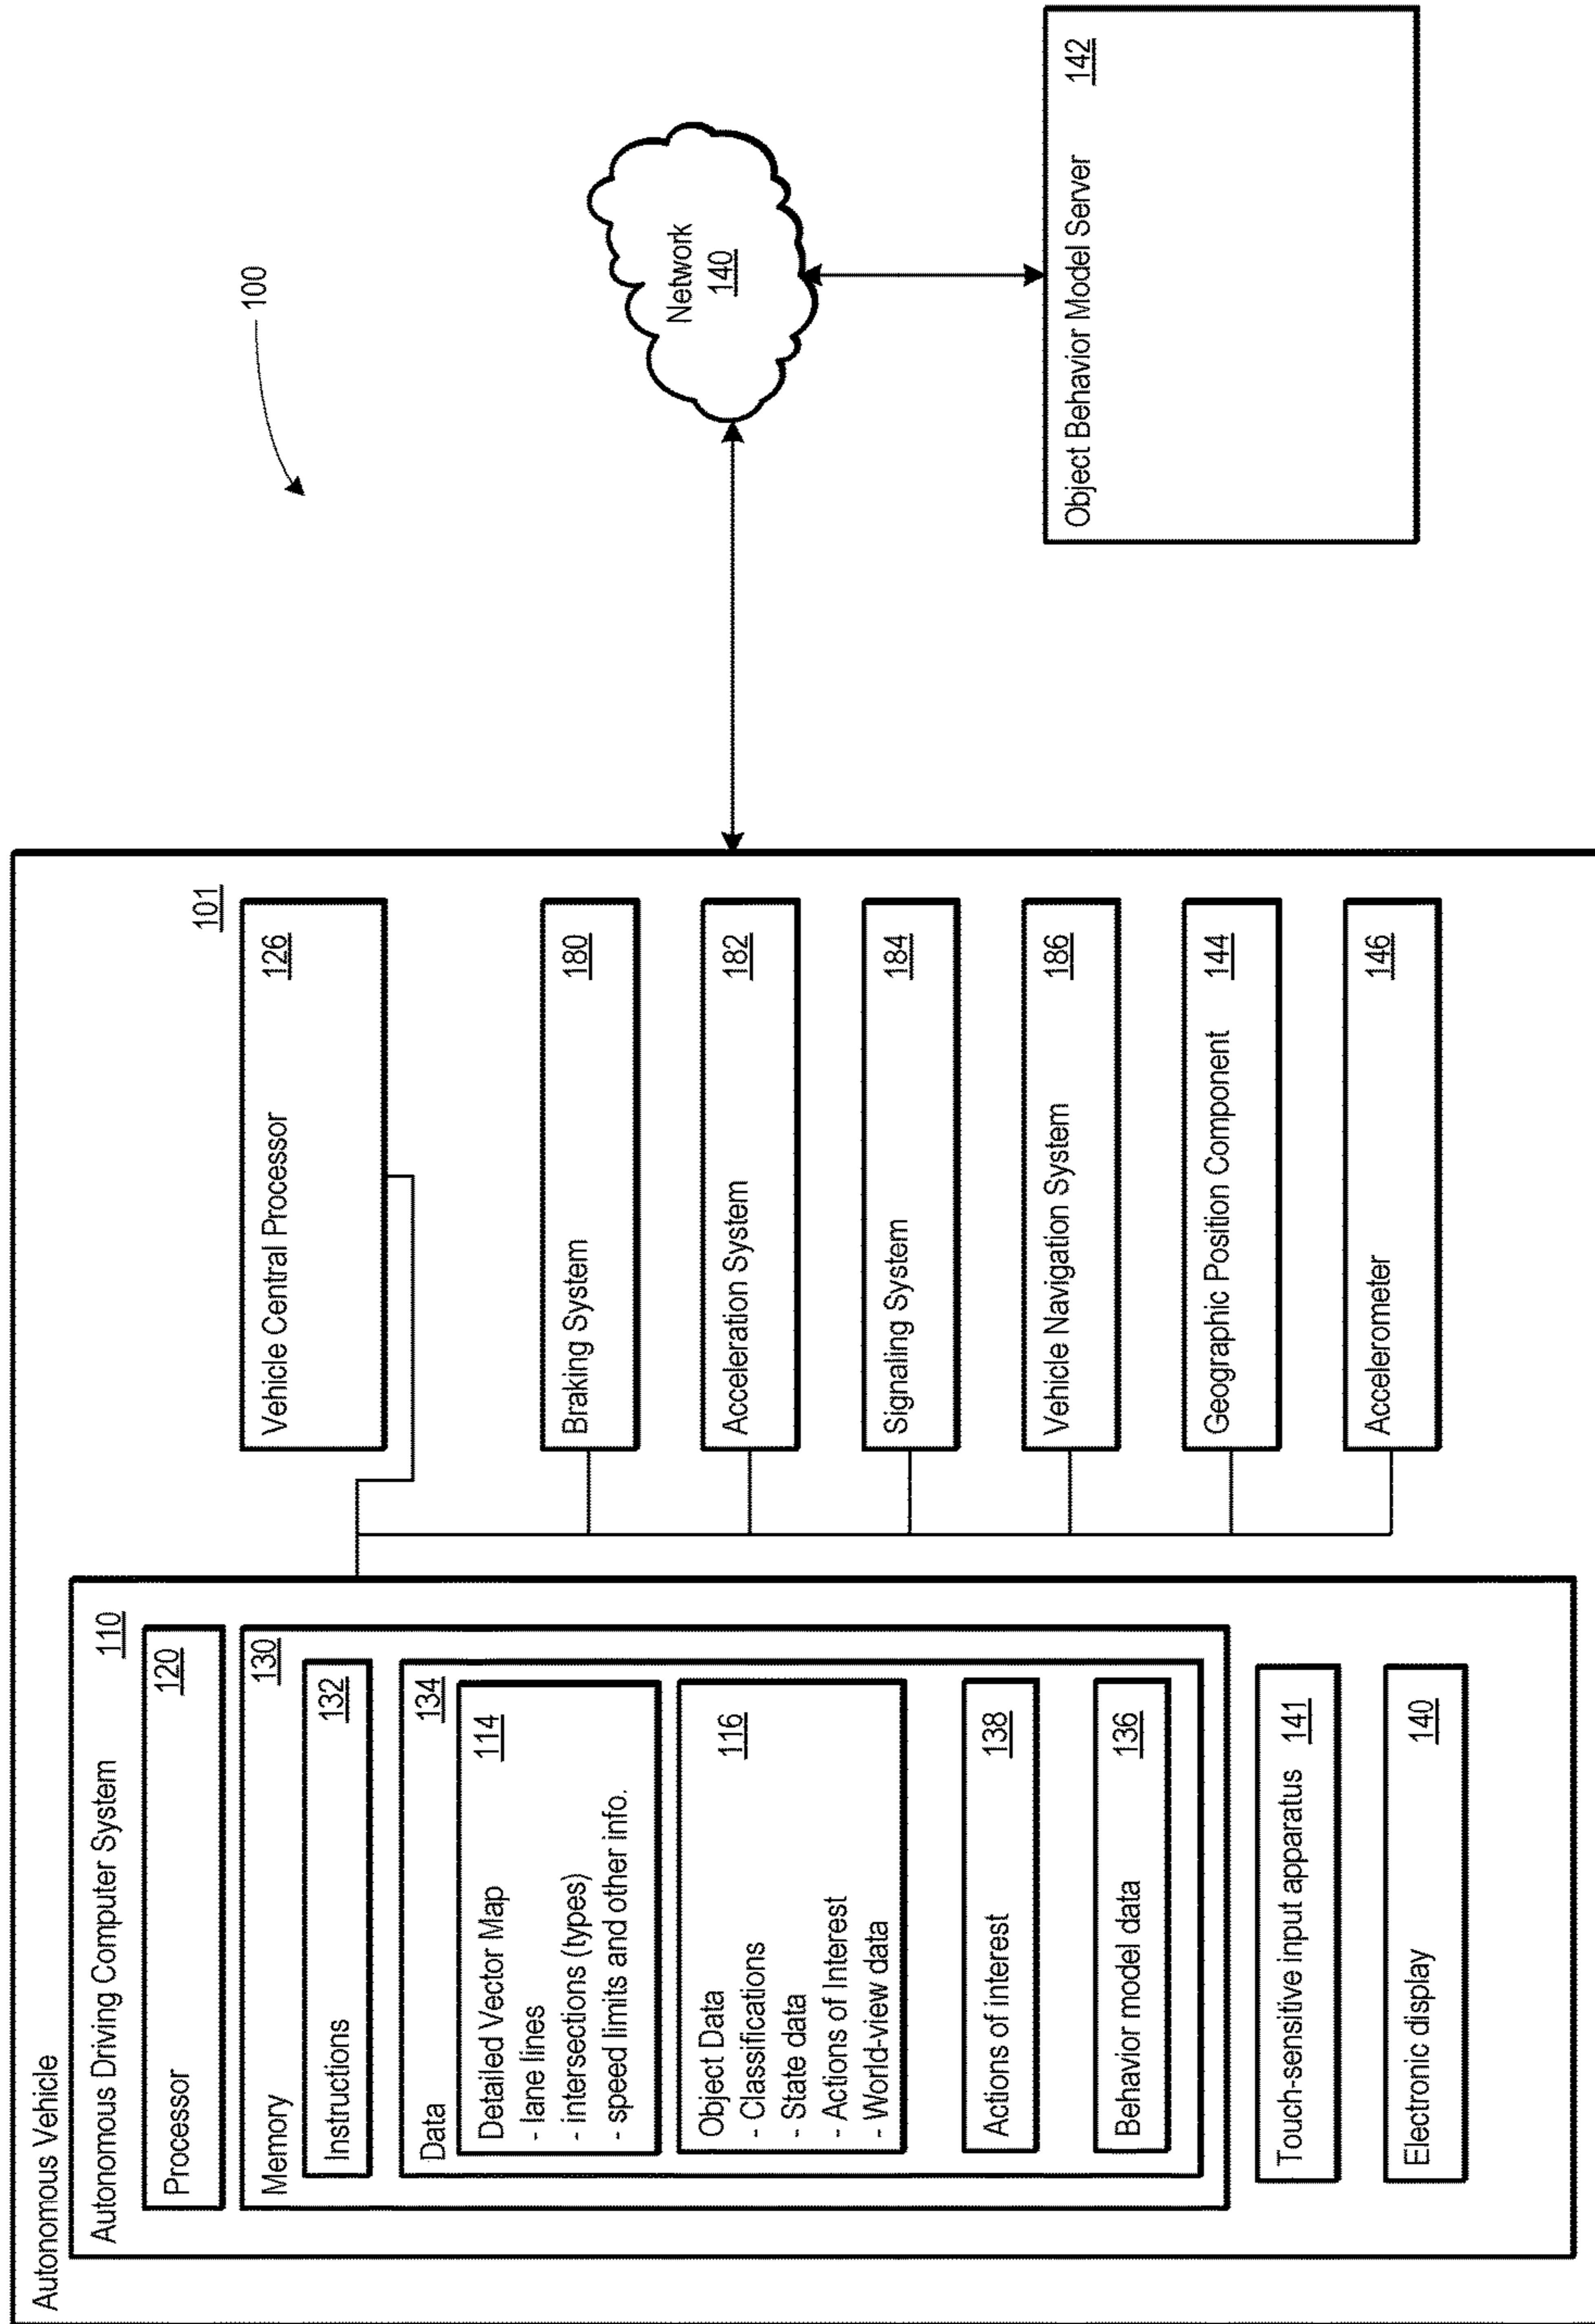 Autonomous Vehicle
101
Autonomous Driving Computer System 110
Processor 120
Memory 130
Instructions 132
Data 134
Detailed Vector Map 114
- lane lines
- intersections (types)
- speed limits and other info.
Object Data 116
- Classifications
- State data
- Actions of Interest
- World-view data
Actions of interest 138
Behavior model data 136
Touch-sensitive input apparatus 141
Electronic display 140
Vehicle Central Processor 126
Braking System 180
Acceleration System 182
Signaling System 184
Vehicle Navigation System 186
Geographic Position Component 144
Accelerometer 146
100
Network
140
Object Behavior Model Server 142